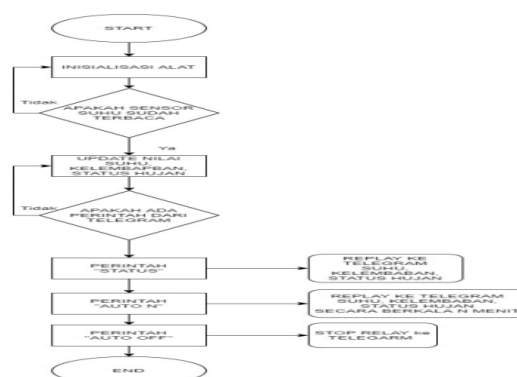 START
INISIALISASI ALAT
Tidak
APAKAH SENSOR
SUHU SUDAH
TERBACA
Ya
UPDATE NILAI
SUHU,
KELEMBAPBAN,
STATUS HUJAN
Tidak
APAKAH ADA
PERINTAH DARI
TELEGRAM
PERINTAH
"STATUS"
REPLAY KE
TELEGRAM
SUHU,
KELEMBABAN,
STATUS HUJAN
PERINTAH
"AUTO N"
REPLAY KE TELEGRAM
SUHU, KELEMBABAN,
STATUS HUJAN
SECARA BERKALA N MENIT
PERINTAH
"AUTO OFF"
STOP RELAY ke
TELEGARM
END